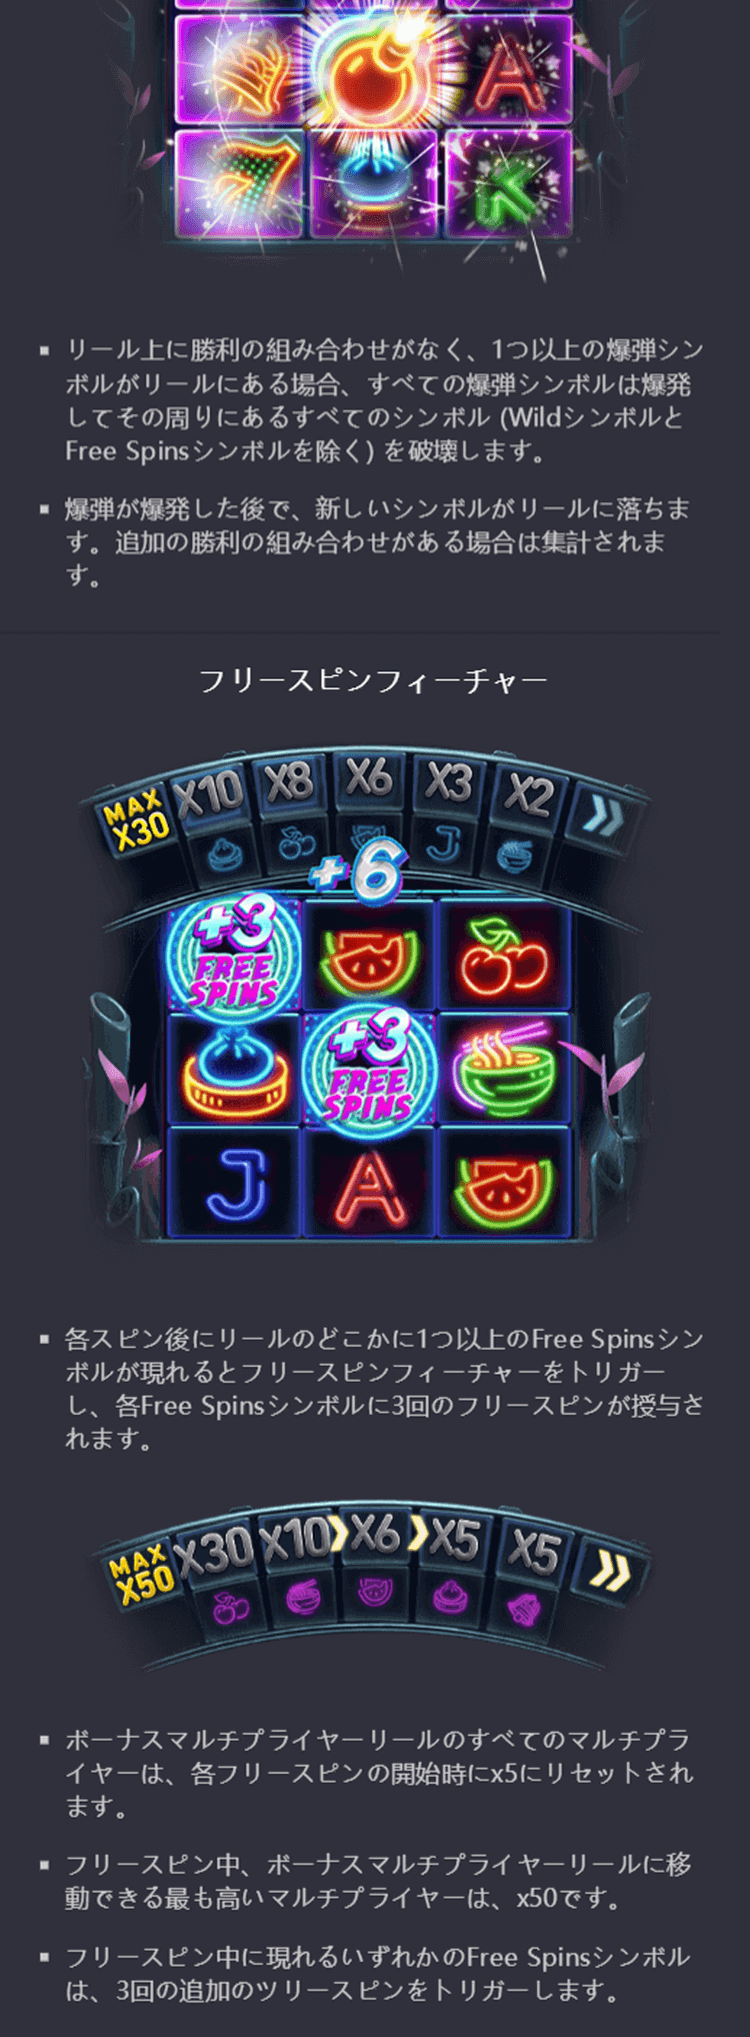 A
7
K
リール上に勝利の組み合わせがなく、1つ以上の爆弾シン
ボルがリールにある場合、すべての爆弾シンボルは爆発
してその周りにあるすべてのシンボル (Wildシンボルと
Free Spinsシンボルを除く) を破壊します。
爆弾が爆発した後で、新しいシンボルがリールに落ちま
す。追加の勝利の組み合わせがある場合は集計されま
す。
フリースピンフィーチャー
MAX X30 X10 X8 X6 X3 X2
J
+6
+3
FREE
SPINS
+3
FREE
SPINS
J A
各スピン後にリールのどこかに1つ以上のFree Spinsシン
ボルが現れるとフリースピンフィーチャーをトリガー
し、各Free Spinsシンボルに3回のフリースピンが授与さ
れます。
MAX X50 X30 X10 X6 X5 X5
ボーナスマルチプライヤーリールのすべてのマルチプラ
イヤーは、各フリースピンの開始時にx5にリセットされ
ます。
フリースピン中、ボーナスマルチプライヤーリールに移
動できる最も高いマルチプライヤーは、x50です。
フリースピン中に現れるいずれかのFree Spinsシンボル
は、3回の追加のツリースピンをトリガーします。